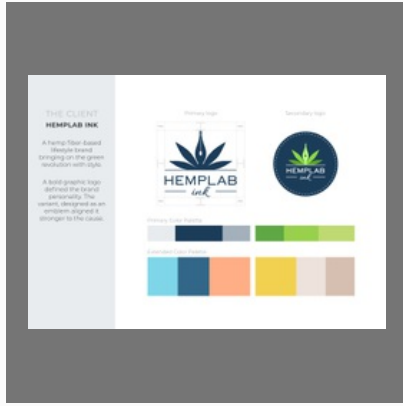 THE CLIENT
HEMPLAB INK
A hemp fiber-based
lifestyle brand
bringing on the green
revolution with style.
A bold graphic logo
defined the brand
personality. The
variant, designed as an
emblem aligned it
stronger to the cause.
Primary logo
Secondary logo
HEMPLAB
ink
HEMPLAB
ink
Primary Color Palette
Extended Color Palette